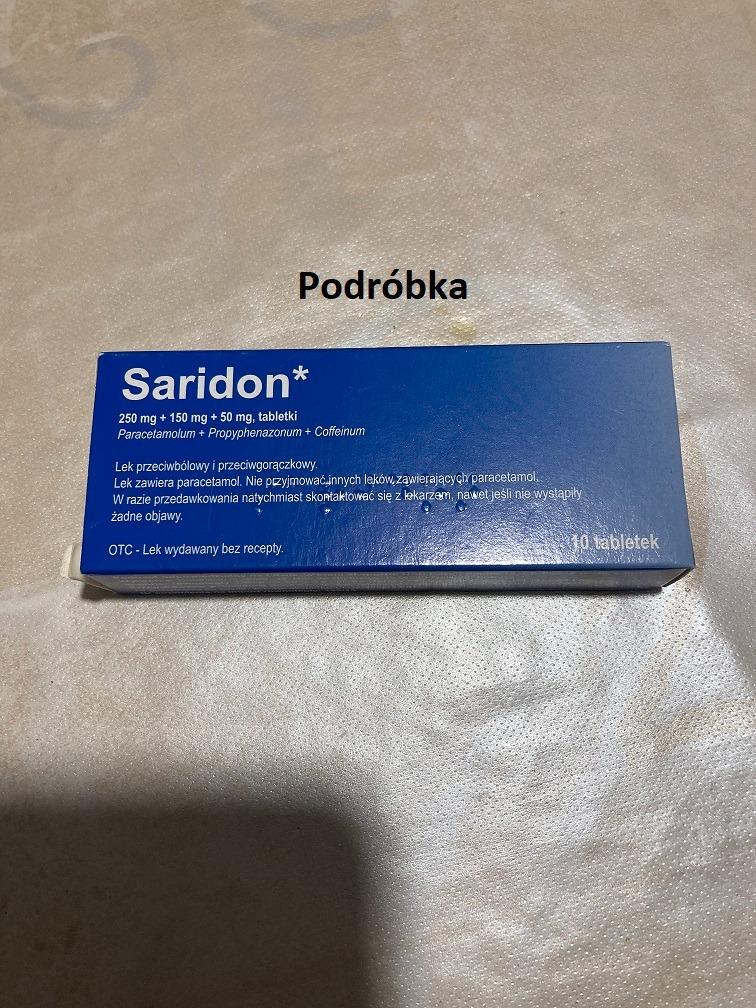 Podróbka
Saridon*
250 mg + 150 mg + 50 mg, tabletki
Paracetamolum + Propyphenazonum + Coffeinum
Lek przeciwbólowy i przeciwgorączkowy.
Lek zawiera paracetamol. Nie przyjmować innych leków zawierających paracetamol.
W razie przedawkowania natychmiast skontaktować się z lekarzem, nawet jeśli nie wystąpiły
żadne objawy.
OTC - Lek wydawany bez recepty.
10 tabletek